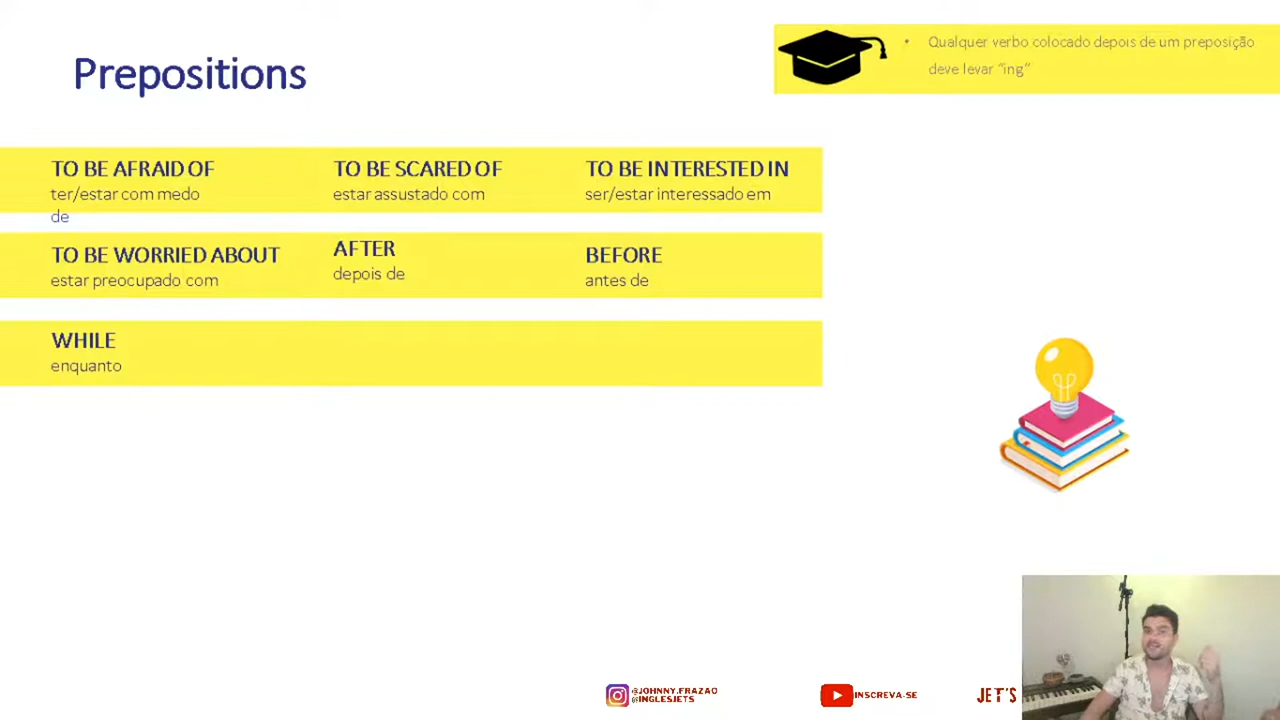 Prepositions
• Qualquer verbo colocado depois de um preposição
deve levar “ing”
TO BE AFRAID OF
ter/estar com medo
de
TO BE SCARED OF
estar assustado com
TO BE INTERESTED IN
ser/estar interessado em
TO BE WORRIED ABOUT
estar preocupado com
AFTER
depois de
BEFORE
antes de
WHILE
enquanto
@JOHNNY.FRAZAO
@INGLESJETS
INSCREVA-SE
JET'S